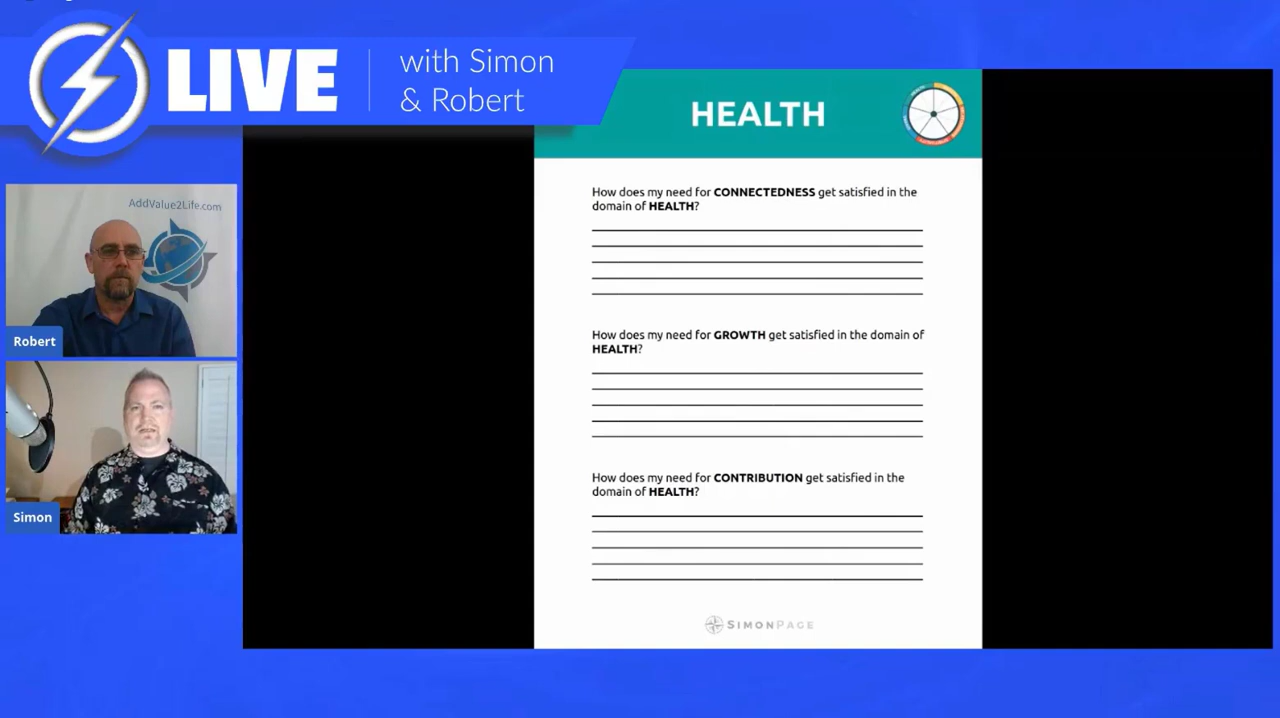 LIVE
with Simon
& Robert
HEALTH
AddValue2Life.com
Robert
Simon
How does my need for CONNECTEDNESS get satisfied in the
domain of HEALTH?
How does my need for GROWTH get satisfied in the domain of
HEALTH?
How does my need for CONTRIBUTION get satisfied in the
domain of HEALTH?
SIMONPAGE